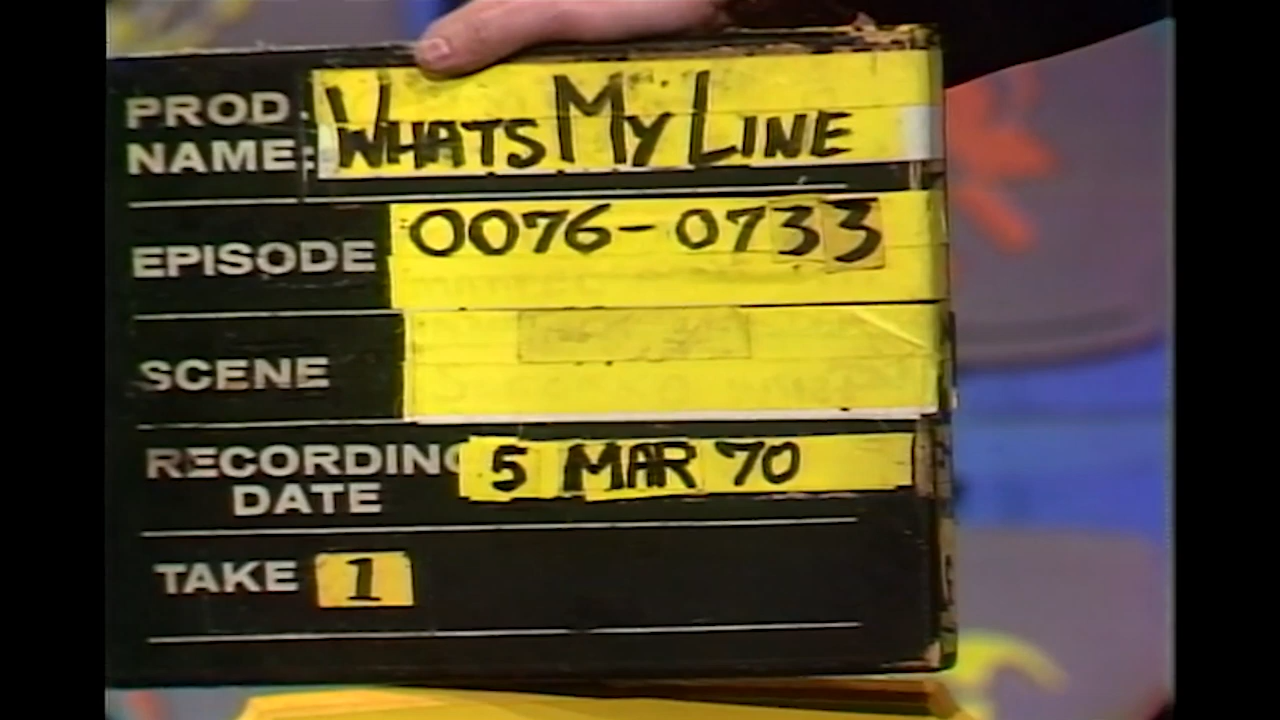 PROD.
NAME: WHATS MY LINE
EPISODE 0076-0733
SCENE
RECORDING
DATE 5 MAR 70
TAKE 1